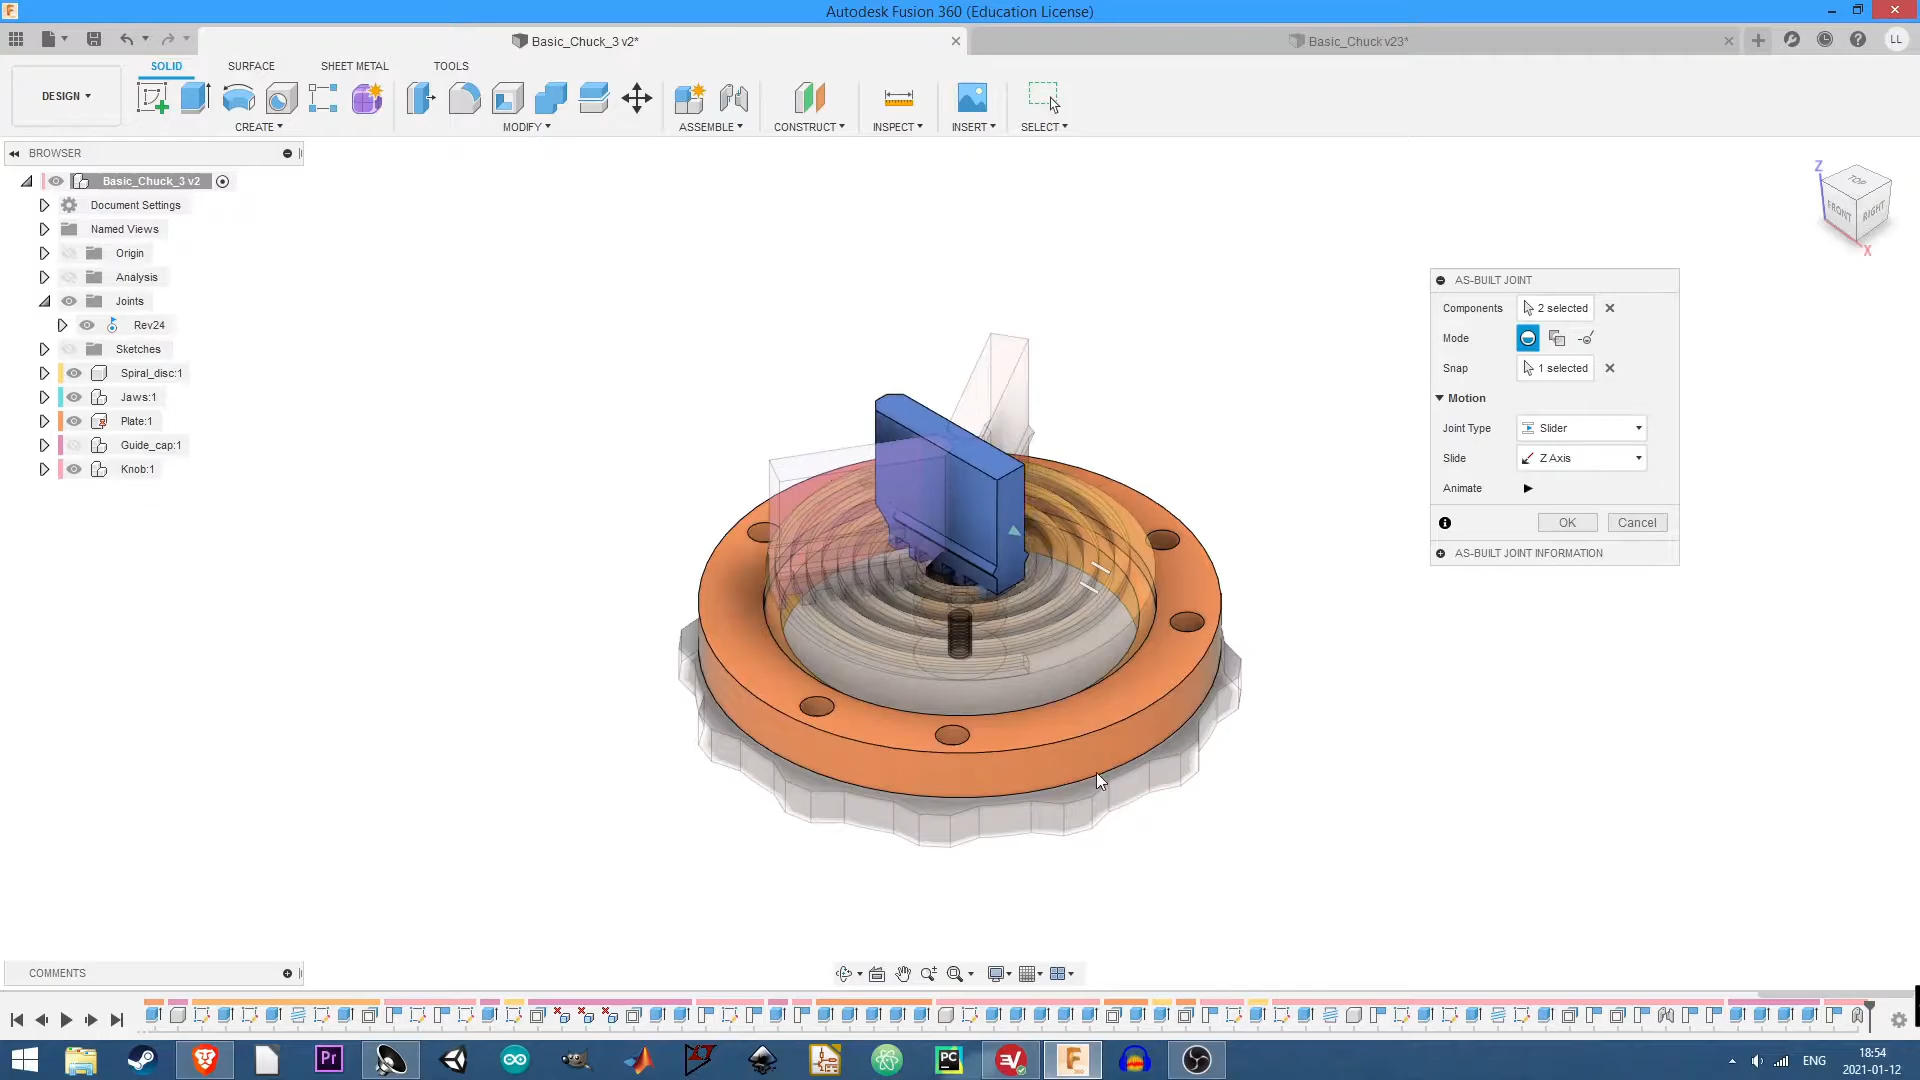 Autodesk Fusion 360 (Education License)
Basic_Chuck_3 v2*
Basic_Chuck v23*
LL
SOLID
SURFACE
SHEET METAL
TOOLS
DESIGN
CREATE
MODIFY
ASSEMBLE
CONSTRUCT
INSPECT
INSERT
SELECT
BROWSER
Basic_Chuck_3 v2
Document Settings
Named Views
Origin
Analysis
Joints
Rev24
Sketches
Spiral_disc:1
Jaws:1
Plate:1
Guide_cap:1
Knob:1
Z
TOP
FRONT
RIGHT
X
AS-BUILT JOINT
Components
2 selected
Mode
Snap
1 selected
Motion
Joint Type
Slider
Slide
Z Axis
Animate
OK
Cancel
AS-BUILT JOINT INFORMATION
COMMENTS
Pr
PC
ENG
18:54
2021-01-12